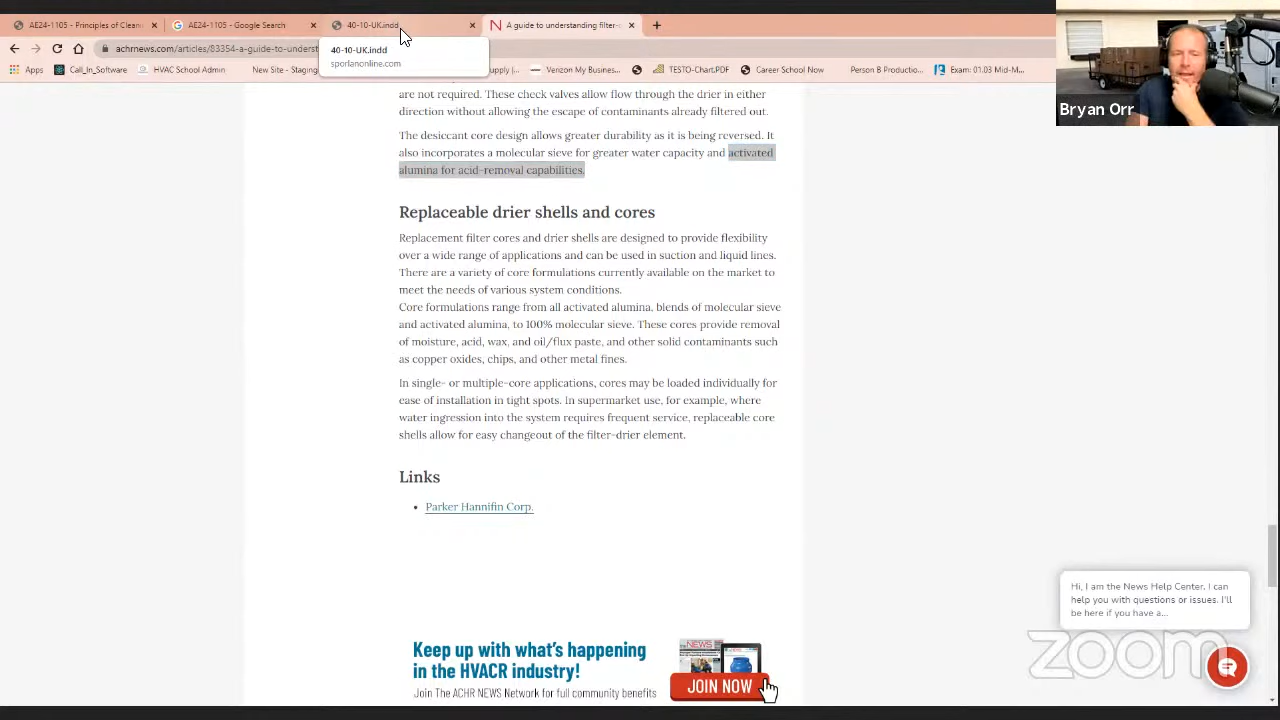 AE24-1105 - Principles of Clean
AE24-1105 - Google Search
40-10-UK.indd
A guide to understanding filter-
achrnews.com/articles/83354-a-guide-to-underst
40-10-UK.indd
sporlanonline.com
Apps
Call_In_Software
HVAC School Admin
New Site - Staging
upply |...
Verizon My Business...
TESTO-Chart.PDF
Career School Now
Person B Productio...
Exam: 01.03 Mid-M...
Bryan Orr
are not required. These check valves allow flow through the drier in either
direction without allowing the escape of contaminants already filtered out.
The desiccant core design allows greater durability as it is being reversed. It
also incorporates a molecular sieve for greater water capacity and activated
alumina for acid-removal capabilities.
Replaceable drier shells and cores
Replacement filter cores and drier shells are designed to provide flexibility
over a wide range of applications and can be used in suction and liquid lines.
There are a variety of core formulations currently available on the market to
meet the needs of various system conditions.
Core formulations range from all activated alumina, blends of molecular sieve
and activated alumina, to 100% molecular sieve. These cores provide removal
of moisture, acid, wax, and oil/flux paste, and other solid contaminants such
as copper oxides, chips, and other metal fines.
In single- or multiple-core applications, cores may be loaded individually for
ease of installation in tight spots. In supermarket use, for example, where
water ingression into the system requires frequent service, replaceable core
shells allow for easy changeout of the filter-drier element.
Links
• Parker Hannifin Corp.
Hi, I am the News Help Center. I can
help you with questions or issues. I'll
be here if you have a...
Keep up with what's happening
in the HVACR industry!
Join The ACHR NEWS Network for full community benefits
JOIN NOW
zoom